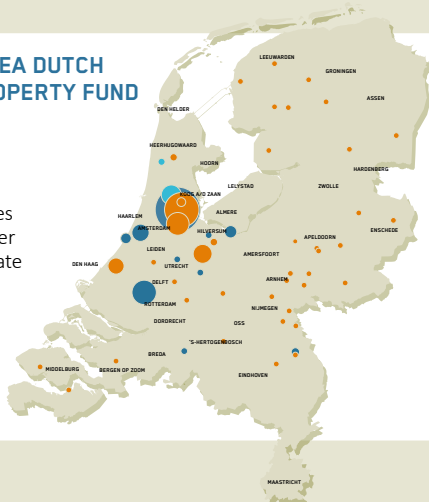 EA DUTCH
OPERTY FUND
es
er
ate
LEEUWARDEN
GRONINGEN
ASSEN
DEN HELDER
HEERHUGOWAARD
HOORN
HARDENBERG
LELYSTAD
ZWOLLE
KOOG A/D ZAAN
HAARLEM
ALMERE
AMSTERDAM
HILVERSUM
ENSCHEDE
APELDOORN
LEIDEN
AMERSFOORT
DEN HAAG
UTRECHT
ARNHEM
DELFT
ROTTERDAM
NIJMEGEN
DORDRECHT
OSS
'S-HERTOGENBOSCH
BREDA
MIDDELBURG
BERGEN OP ZOOM
EINDHOVEN
MAASTRICHT